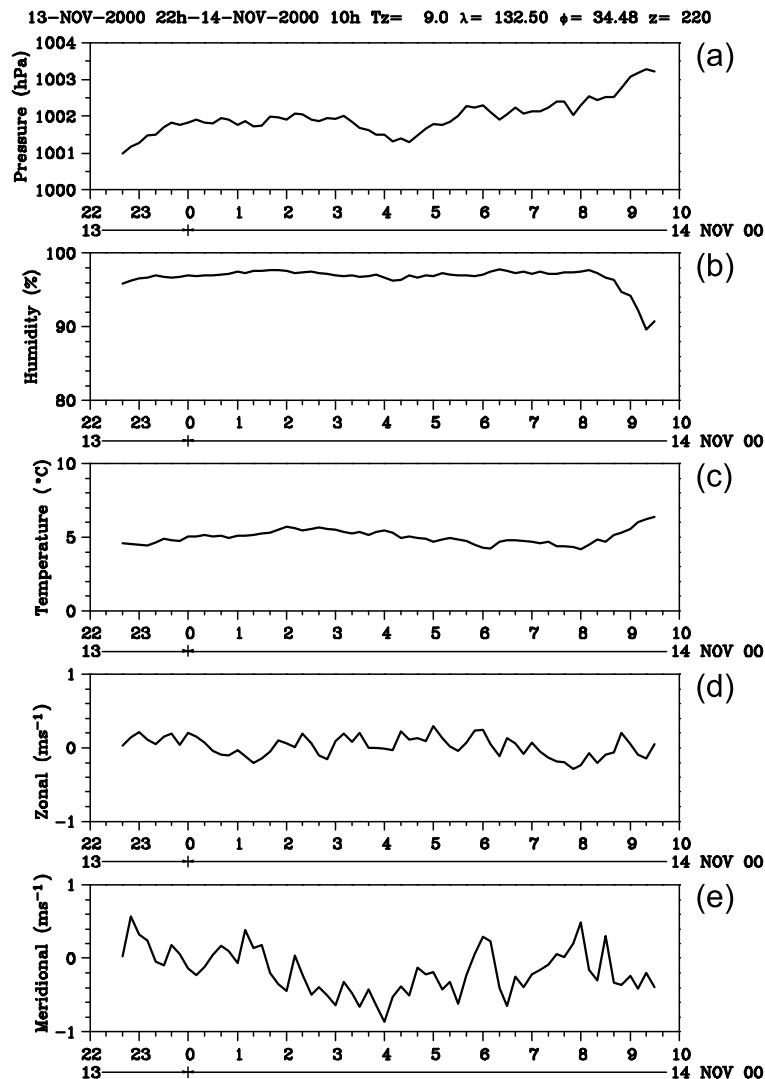 13-NOV-2000 22h-14-NOV-2000 10h Tz= 9.0 λ= 132.50 φ= 34.48 z= 220
(a)
Pressure (hPa)
1004
1003
1002
1001
1000
22 23 0 1 2 3 4 5 6 7 8 9 10
13 14 NOV 00
(b)
Humidity (%)
100
90
80
22 23 0 1 2 3 4 5 6 7 8 9 10
13 14 NOV 00
(c)
Temperature (°C)
10
5
0
22 23 0 1 2 3 4 5 6 7 8 9 10
13 14 NOV 00
(d)
Zonal (ms⁻¹)
1
0
−1
22 23 0 1 2 3 4 5 6 7 8 9 10
13 14 NOV 00
(e)
Meridional (ms⁻¹)
1
0
−1
22 23 0 1 2 3 4 5 6 7 8 9 10
13 14 NOV 00